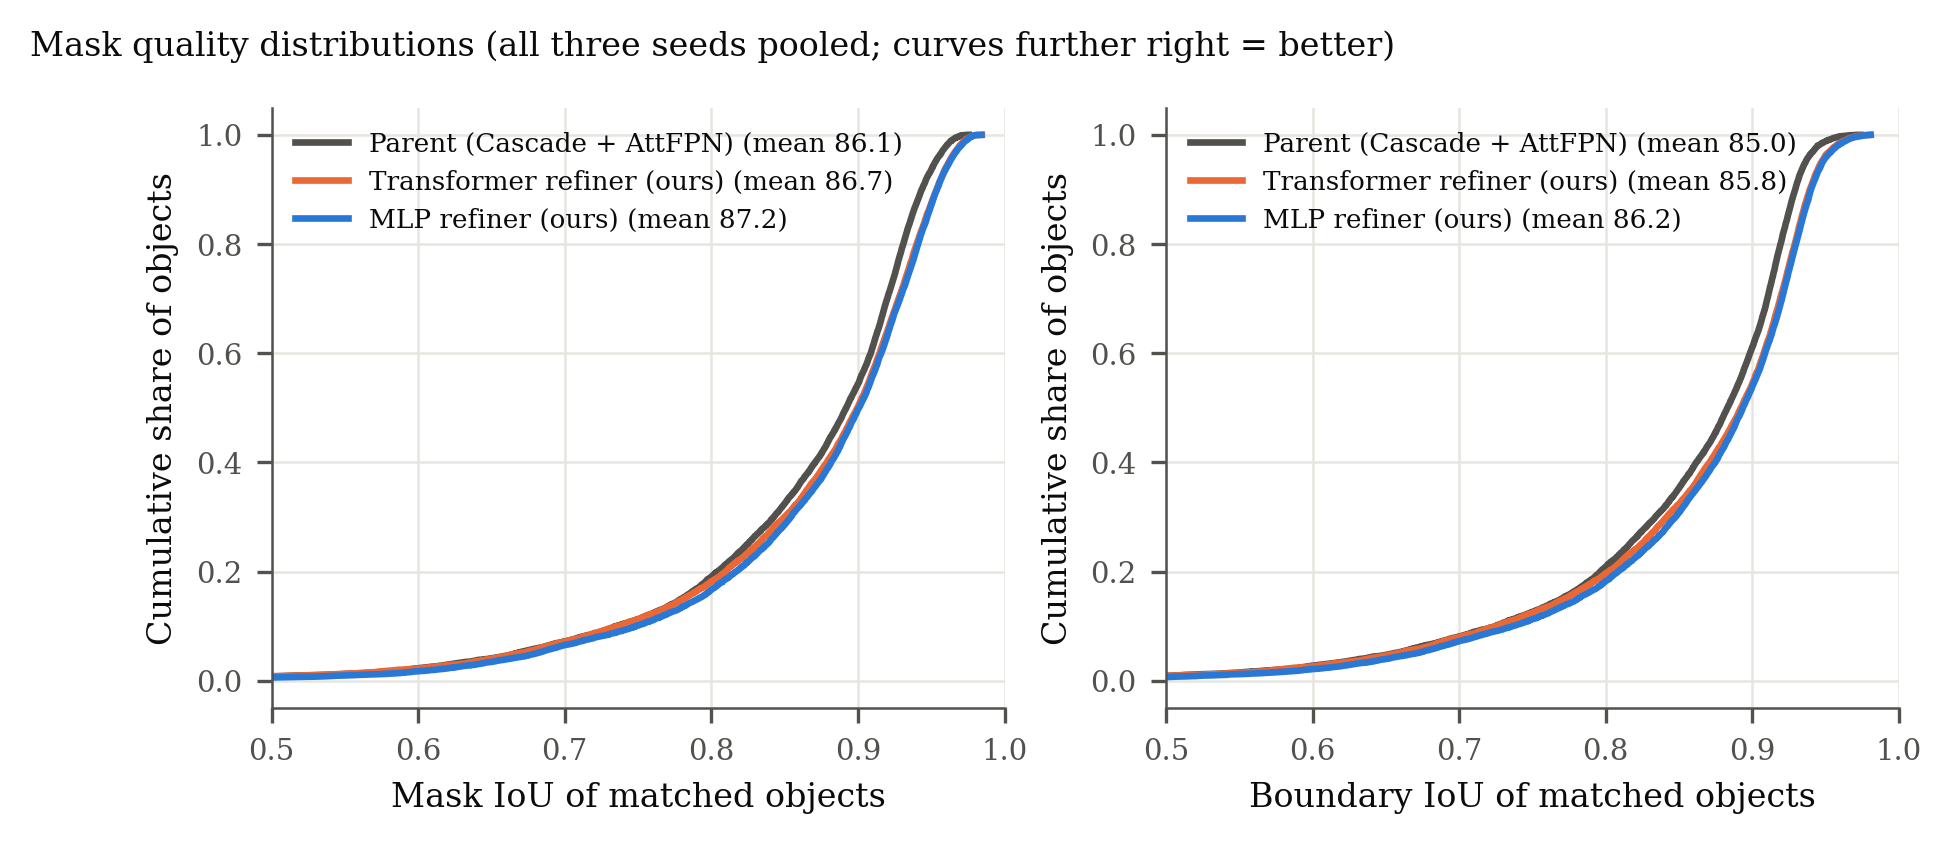 Mask quality distributions (all three seeds pooled; curves further right = better)
Cumulative share of objects
1.0
0.8
0.6
0.4
0.2
0.0
Parent (Cascade + AttFPN) (mean 86.1)
Transformer refiner (ours) (mean 86.7)
MLP refiner (ours) (mean 87.2)
0.5 0.6 0.7 0.8 0.9 1.0
Mask IoU of matched objects
Cumulative share of objects
1.0
0.8
0.6
0.4
0.2
0.0
Parent (Cascade + AttFPN) (mean 85.0)
Transformer refiner (ours) (mean 85.8)
MLP refiner (ours) (mean 86.2)
0.5 0.6 0.7 0.8 0.9 1.0
Boundary IoU of matched objects